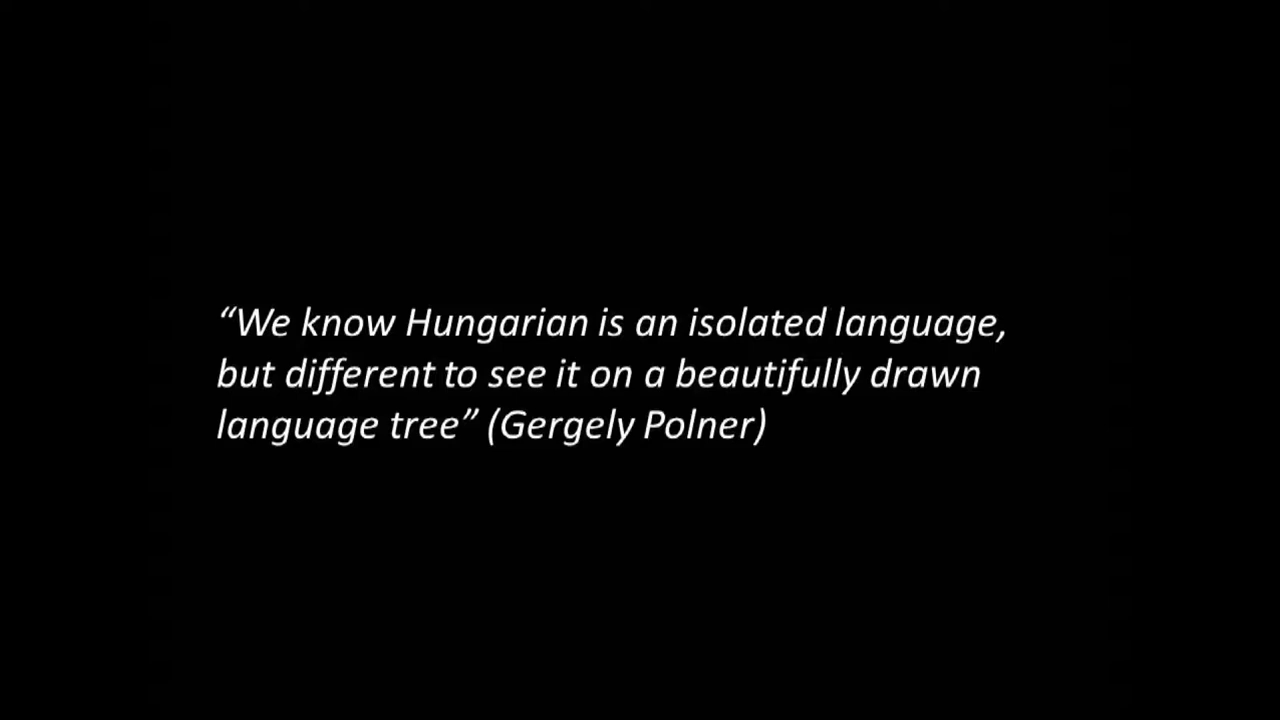 “We know Hungarian is an isolated language,
but different to see it on a beautifully drawn
language tree” (Gergely Polner)